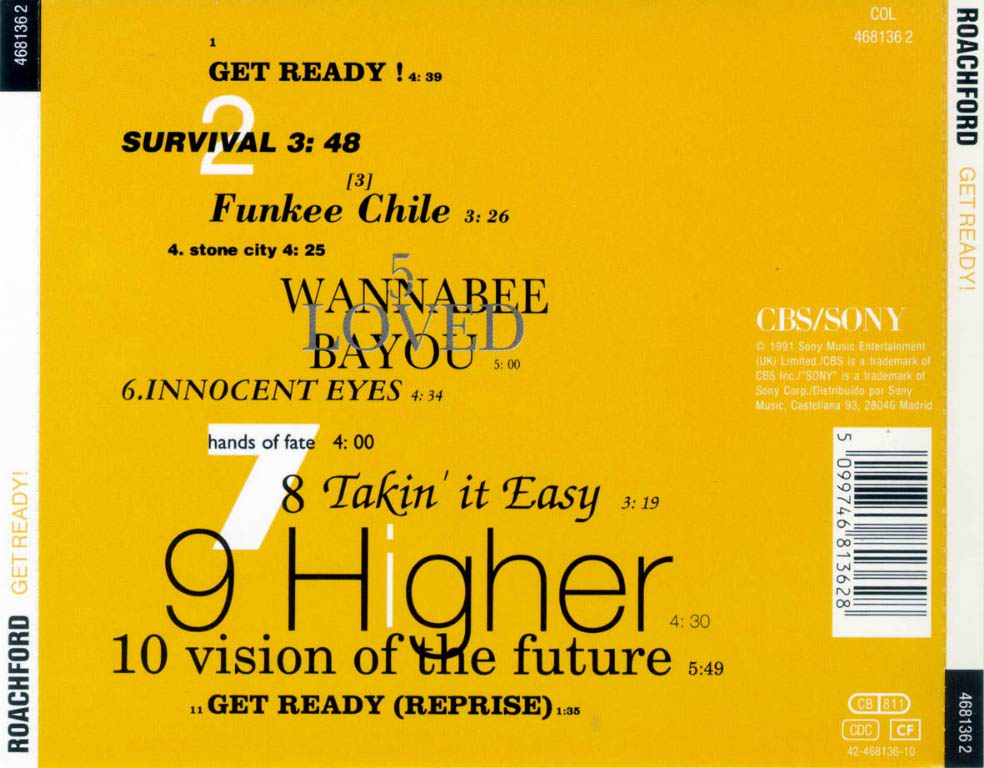 468136 2
ROACHFORD GET READY!
COL
468136 2
1
GET READY ! 4: 39
2
SURVIVAL 3: 48
[3]
Funkee Chile 3: 26
4. stone city 4: 25
5
WANNABEE
LOVED
BAYOU 5: 00
6.INNOCENT EYES 4: 34
7
hands of fate 4: 00
8 Takin' it Easy 3: 19
9 Higher 4: 30
10 vision of the future 5:49
11 GET READY (REPRISE) 1:35
CBS/SONY
© 1991 Sony Music Entertainment
(UK) Limited./CBS is a trademark of
CBS Inc./"SONY" is a trademark of
Sony Corp./Distribuido por Sony
Music, Castellana 93, 28046 Madrid
5 099746 813628
CB 811
CDC CF
42-468136-10
ROACHFORD GET READY!
468136 2